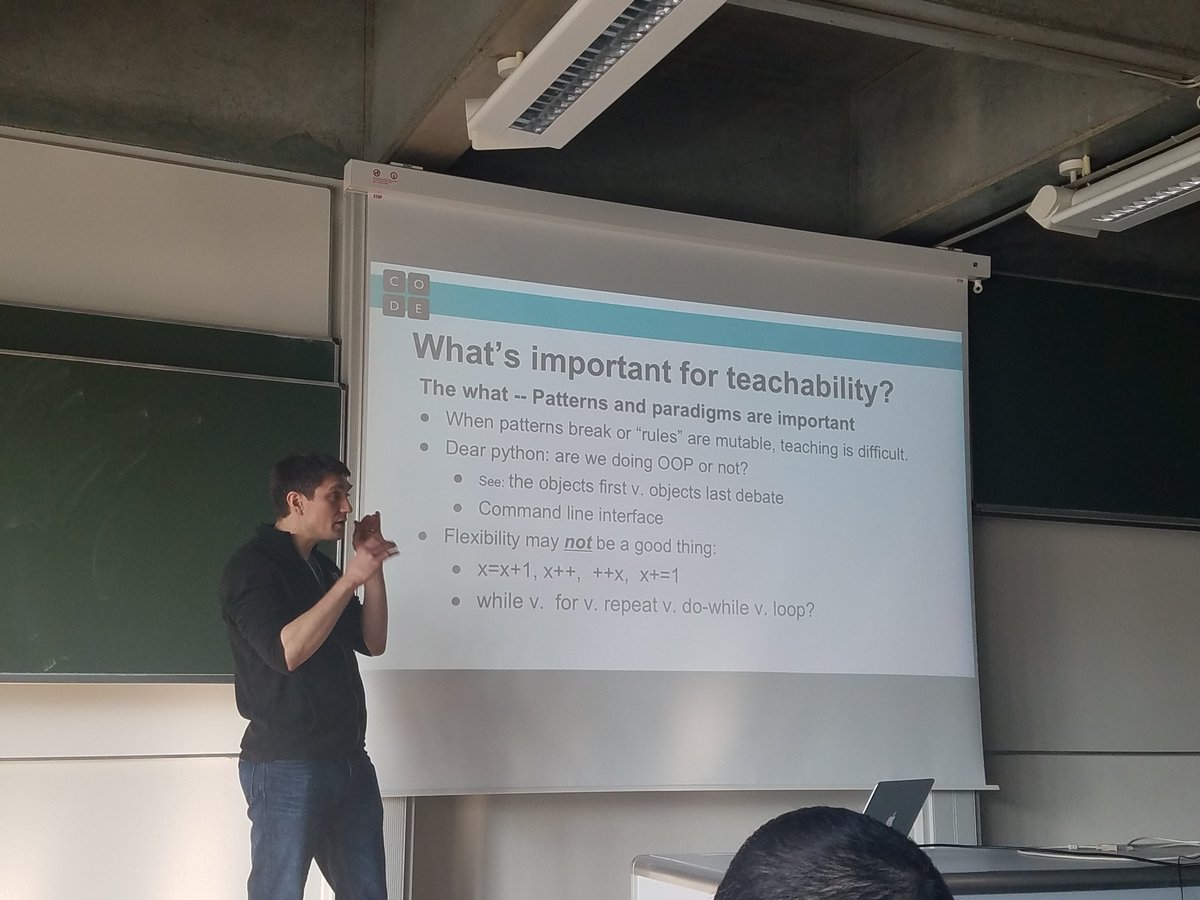 STOP
STOP
C O
D E
What's important for teachability?
The what -- Patterns and paradigms are important
When patterns break or “rules” are mutable, teaching is difficult.
Dear python: are we doing OOP or not?
See: the objects first v. objects last debate
Command line interface
Flexibility may not be a good thing:
x=x+1, x++, ++x, x+=1
while v. for v. repeat v. do-while v. loop?